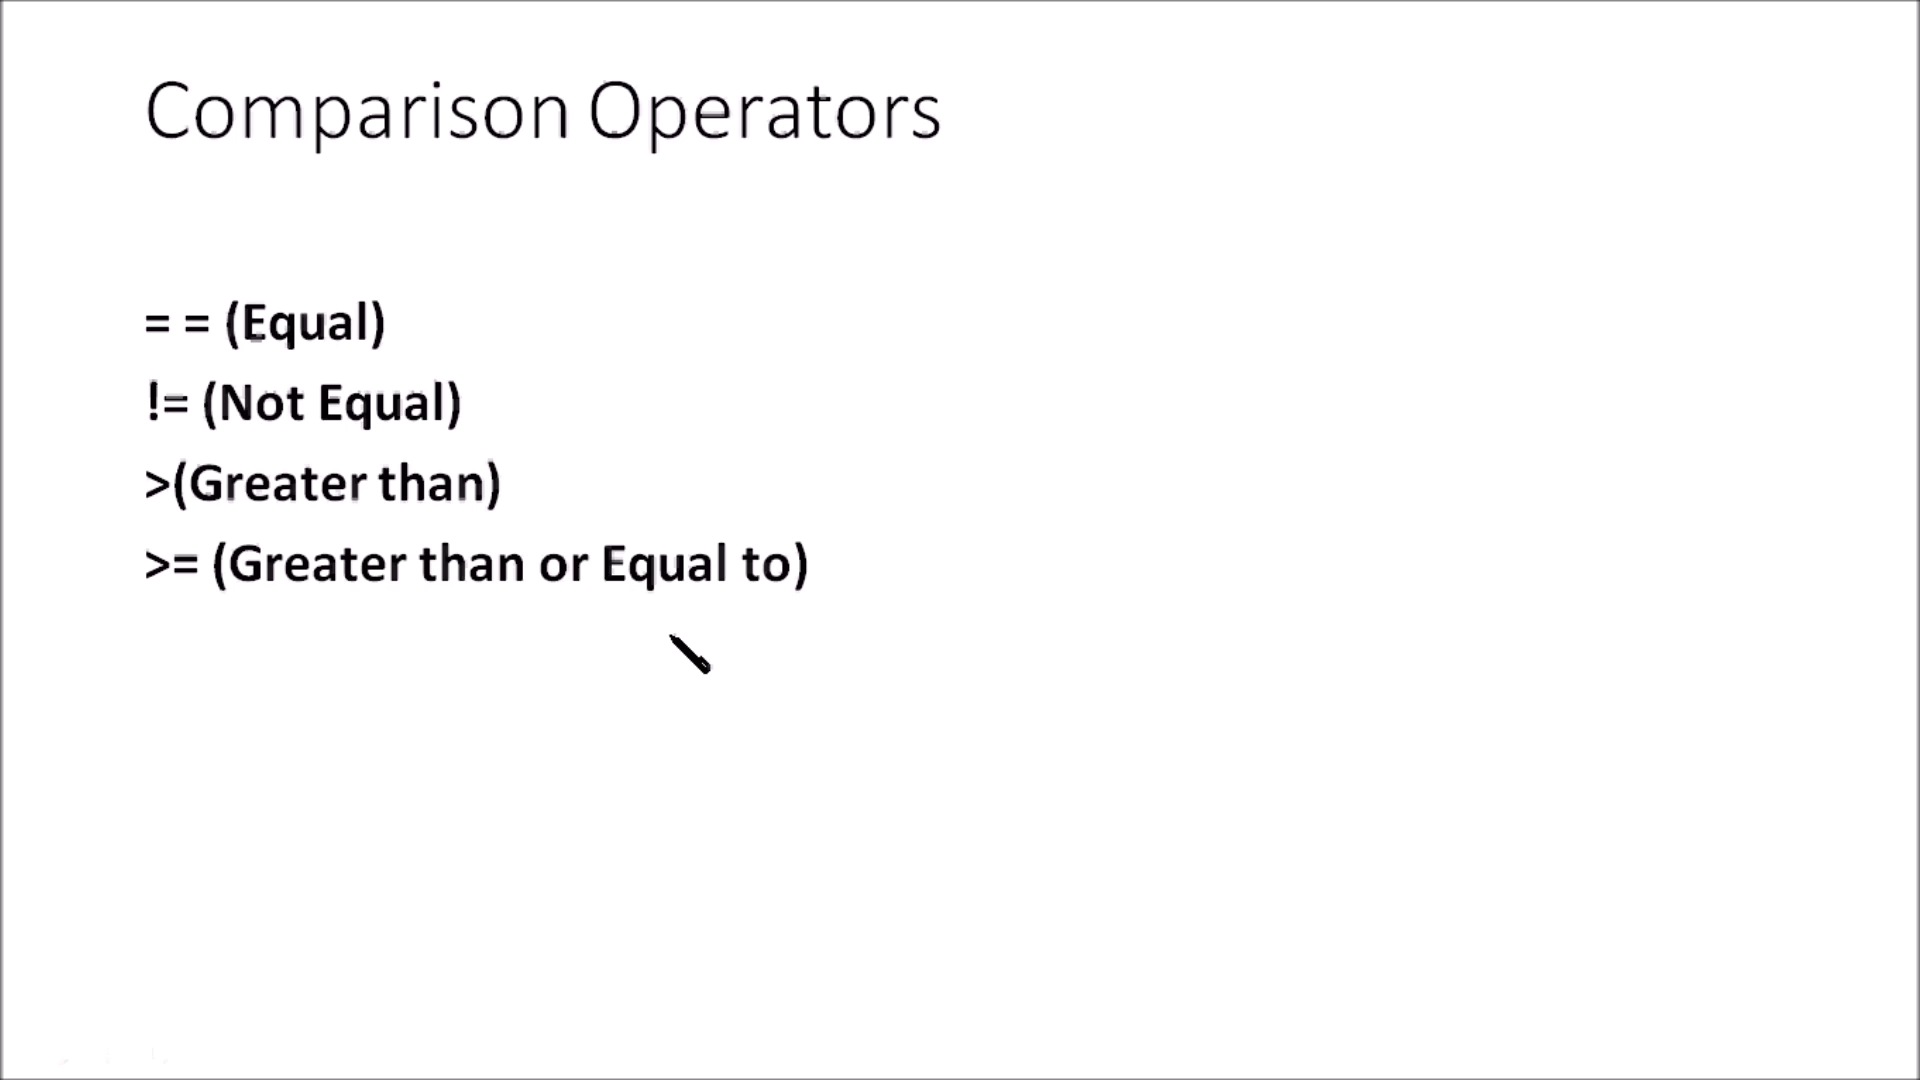 Comparison Operators
= = (Equal)
!= (Not Equal)
>(Greater than)
>= (Greater than or Equal to)